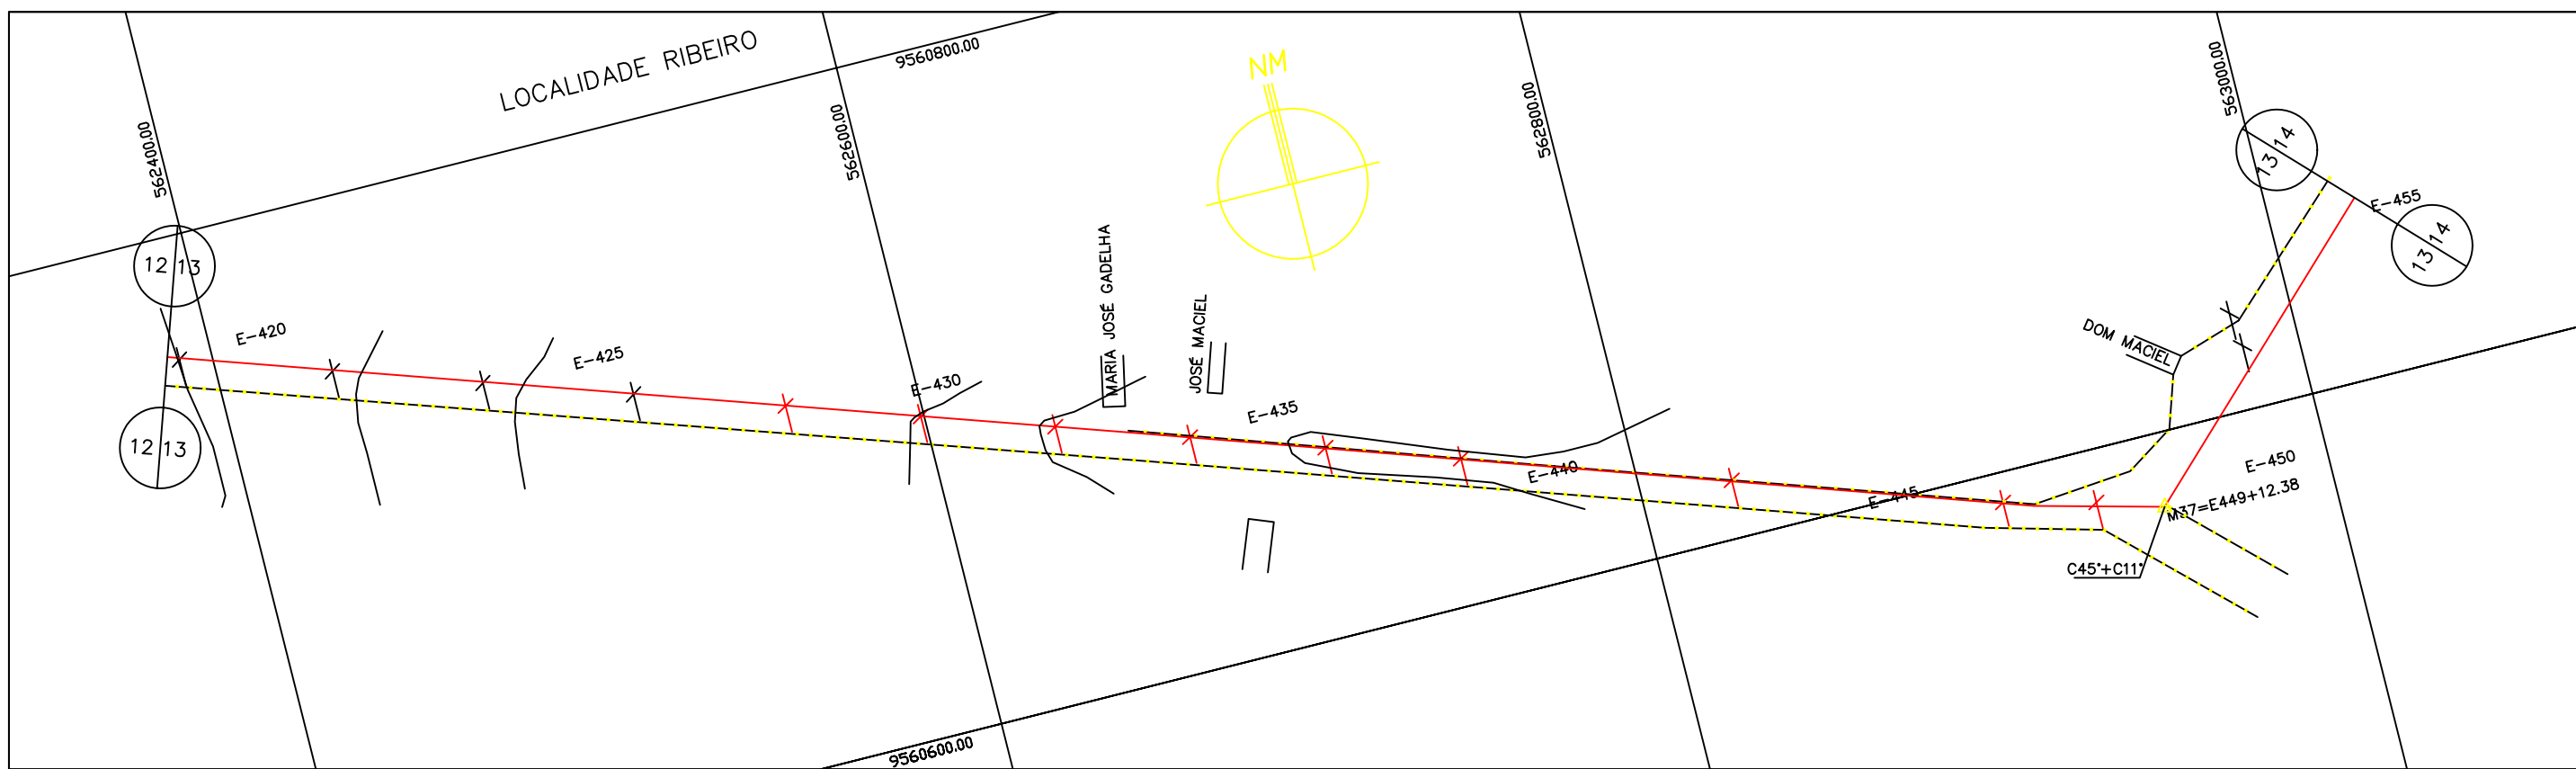 LOCALIDADE RIBEIRO
9560800.00
NM
562400.00
562600.00
562800.00
563000.00
13 14
E-455
13 14
12 13
E-420
E-425
E-430
MARIA JOSÉ GADELHA
JOSÉ MACIEL
E-435
DOM MACIEL
12 13
E-440
E-445
E-450
M37=E449+12.38
C45°+C11°
9560600.00